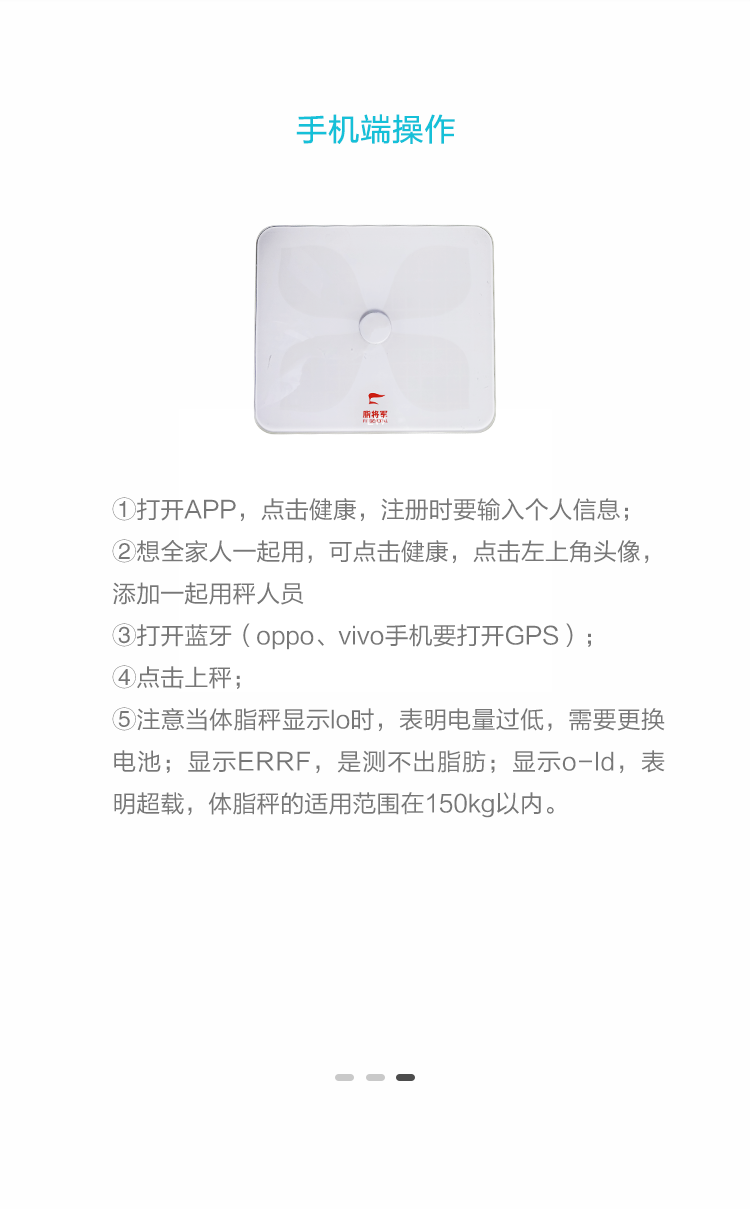 手机端操作
脂将军
①打开APP，点击健康，注册时要输入个人信息；
②想全家人一起用，可点击健康，点击左上角头像，
添加一起用秤人员
③打开蓝牙（oppo、vivo手机要打开GPS）；
④点击上秤；
⑤注意当体脂秤显示lo时，表明电量过低，需要更换
电池；显示ERRF，是测不出脂肪；显示o-ld，表
明超载，体脂秤的适用范围在150kg以内。